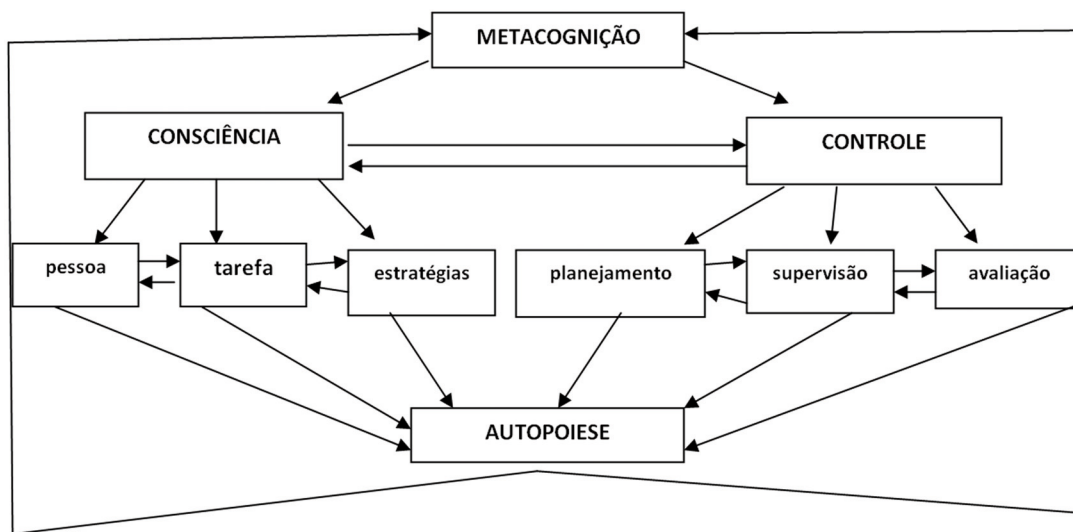 METACOGNIÇÃO
CONSCIÊNCIA
CONTROLE
pessoa
tarefa
estratégias
planejamento
supervisão
avaliação
AUTOPOIESE